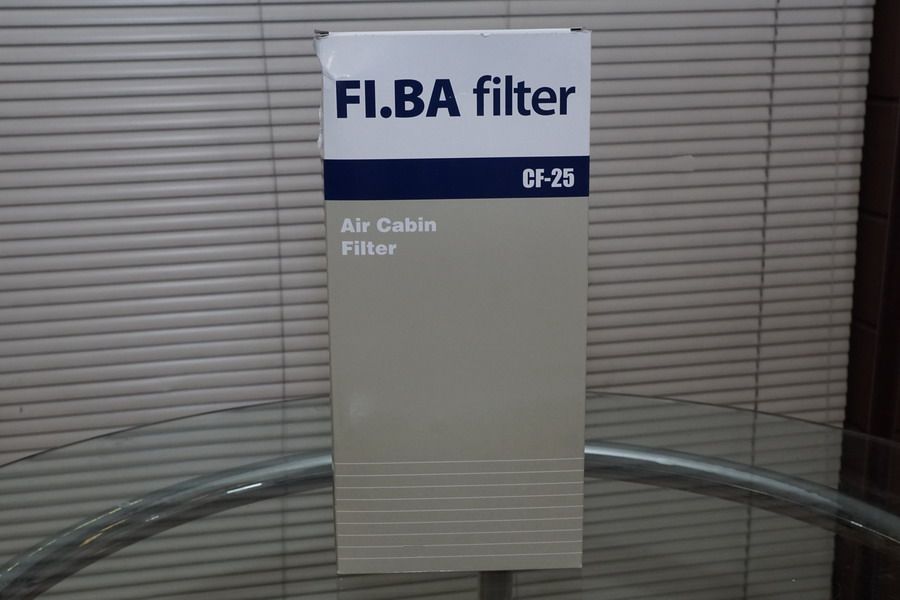 FI.BA filter
CF-25
Air Cabin
Filter